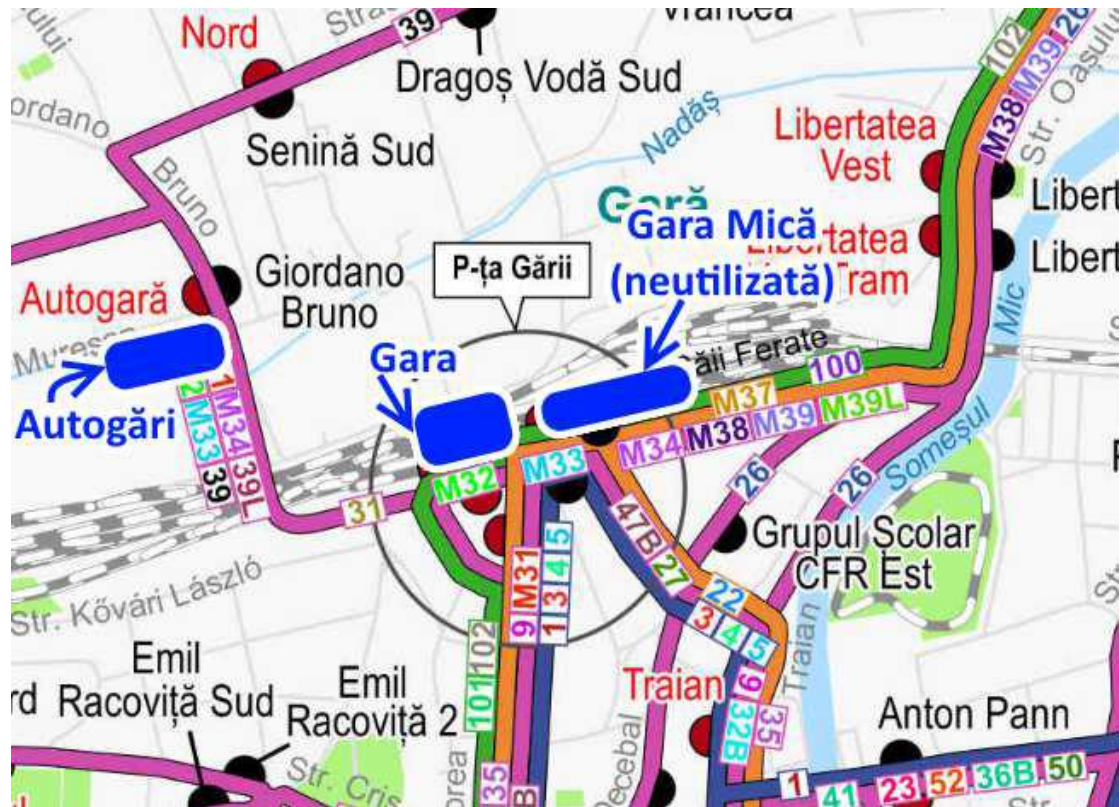 Nord
39
Dragoș Vodă Sud
Senină Sud
Nadăș
Libertatea
Vest
102
M38 M39 26
Str. Oașului
Bruno
Gara Mică
(neutilizată)
P-ța Gării
Giordano
Bruno
Autogară
Gara
Autogări
2 M33 39
1 M34 39L
31
M32
M33
M37
100
M34 M38 M39 M39L
Căii Ferate
Mic
Someșul
26
26
47B 27
Grupul Școlar
CFR Est
22
3 4 5
9 M31
1 3 4 5
Str. Kővári László
101 102
Emil
Racoviță Sud
Emil
Racoviță 2
Traian
Traian
9 32B 35
Anton Pann
35
Decebal
1
41 23 52 36B 50